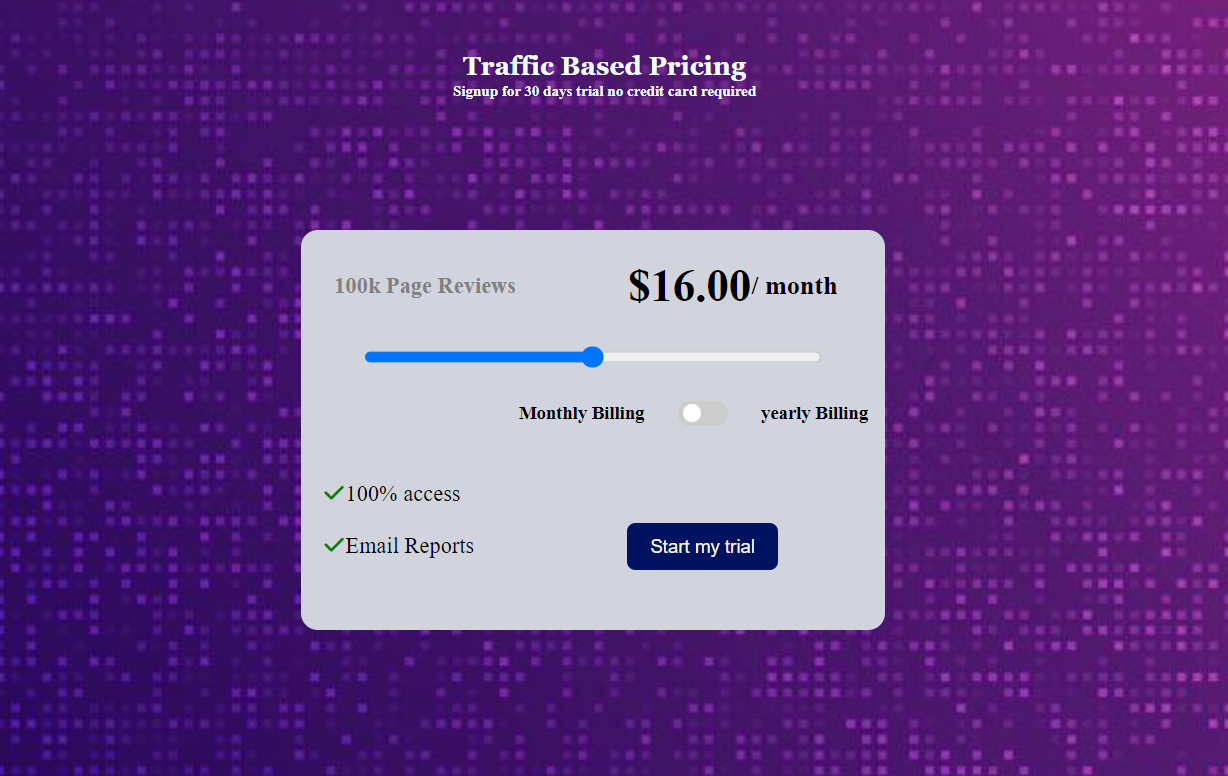 Traffic Based Pricing
Signup for 30 days trial no credit card required
100k Page Reviews $16.00/ month
Monthly Billing yearly Billing
100% access
Email Reports Start my trial